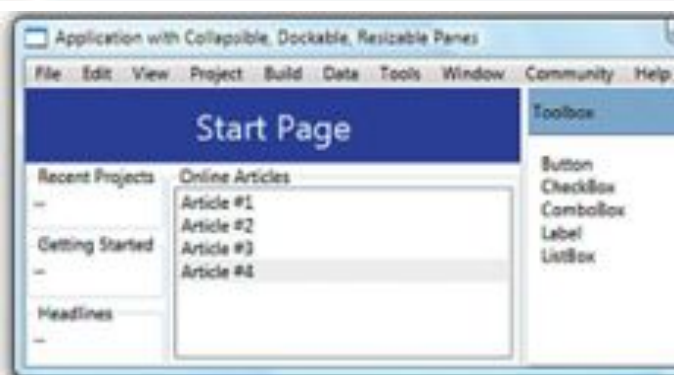 Application with Collapsible, Dockable, Resizable Panes
File Edit View Project Build Data Tools Window Community Help
Start Page
Toolbox
Recent Projects
...
Getting Started
...
Headlines
...
Online Articles
Article #1
Article #2
Article #3
Article #4
Button
CheckBox
ComboBox
Label
ListBox